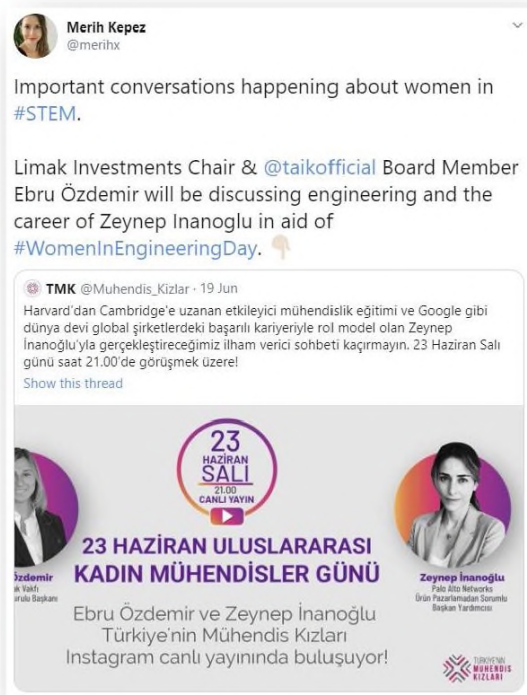 Merih Kepez
@merihx
Important conversations happening about women in
#STEM.
Limak Investments Chair & @taikofficial Board Member
Ebru Özdemir will be discussing engineering and the
career of Zeynep Inanoglu in aid of
#WomenInEngineeringDay. 👇🏻
TMK @Muhendis_Kizlar · 19 Jun
Harvard'dan Cambridge'e uzanan etkileyici mühendislik eğitimi ve Google gibi
dünya devi global şirketlerdeki başarılı kariyeriyle rol model olan Zeynep
İnanoğlu'yla gerçekleştireceğimiz ilham verici sohbeti kaçırmayın. 23 Haziran Salı
günü saat 21.00'de görüşmek üzere!
Show this thread
23
HAZİRAN
SALI
21.00
CANLI YAYIN
23 HAZİRAN ULUSLARARASI
KADIN MÜHENDİSLER GÜNÜ
Özdemir
ak Vakfı
urulu Başkanı
Zeynep İnanoğlu
Palo Alto Networks
Ürün Pazarlamadan Sorumlu
Başkan Yardımcısı
Ebru Özdemir ve Zeynep İnanoğlu
Türkiye'nin Mühendis Kızları
Instagram canlı yayınında buluşuyor!
TÜRKİYE'NİN
MÜHENDİS
KIZLARI